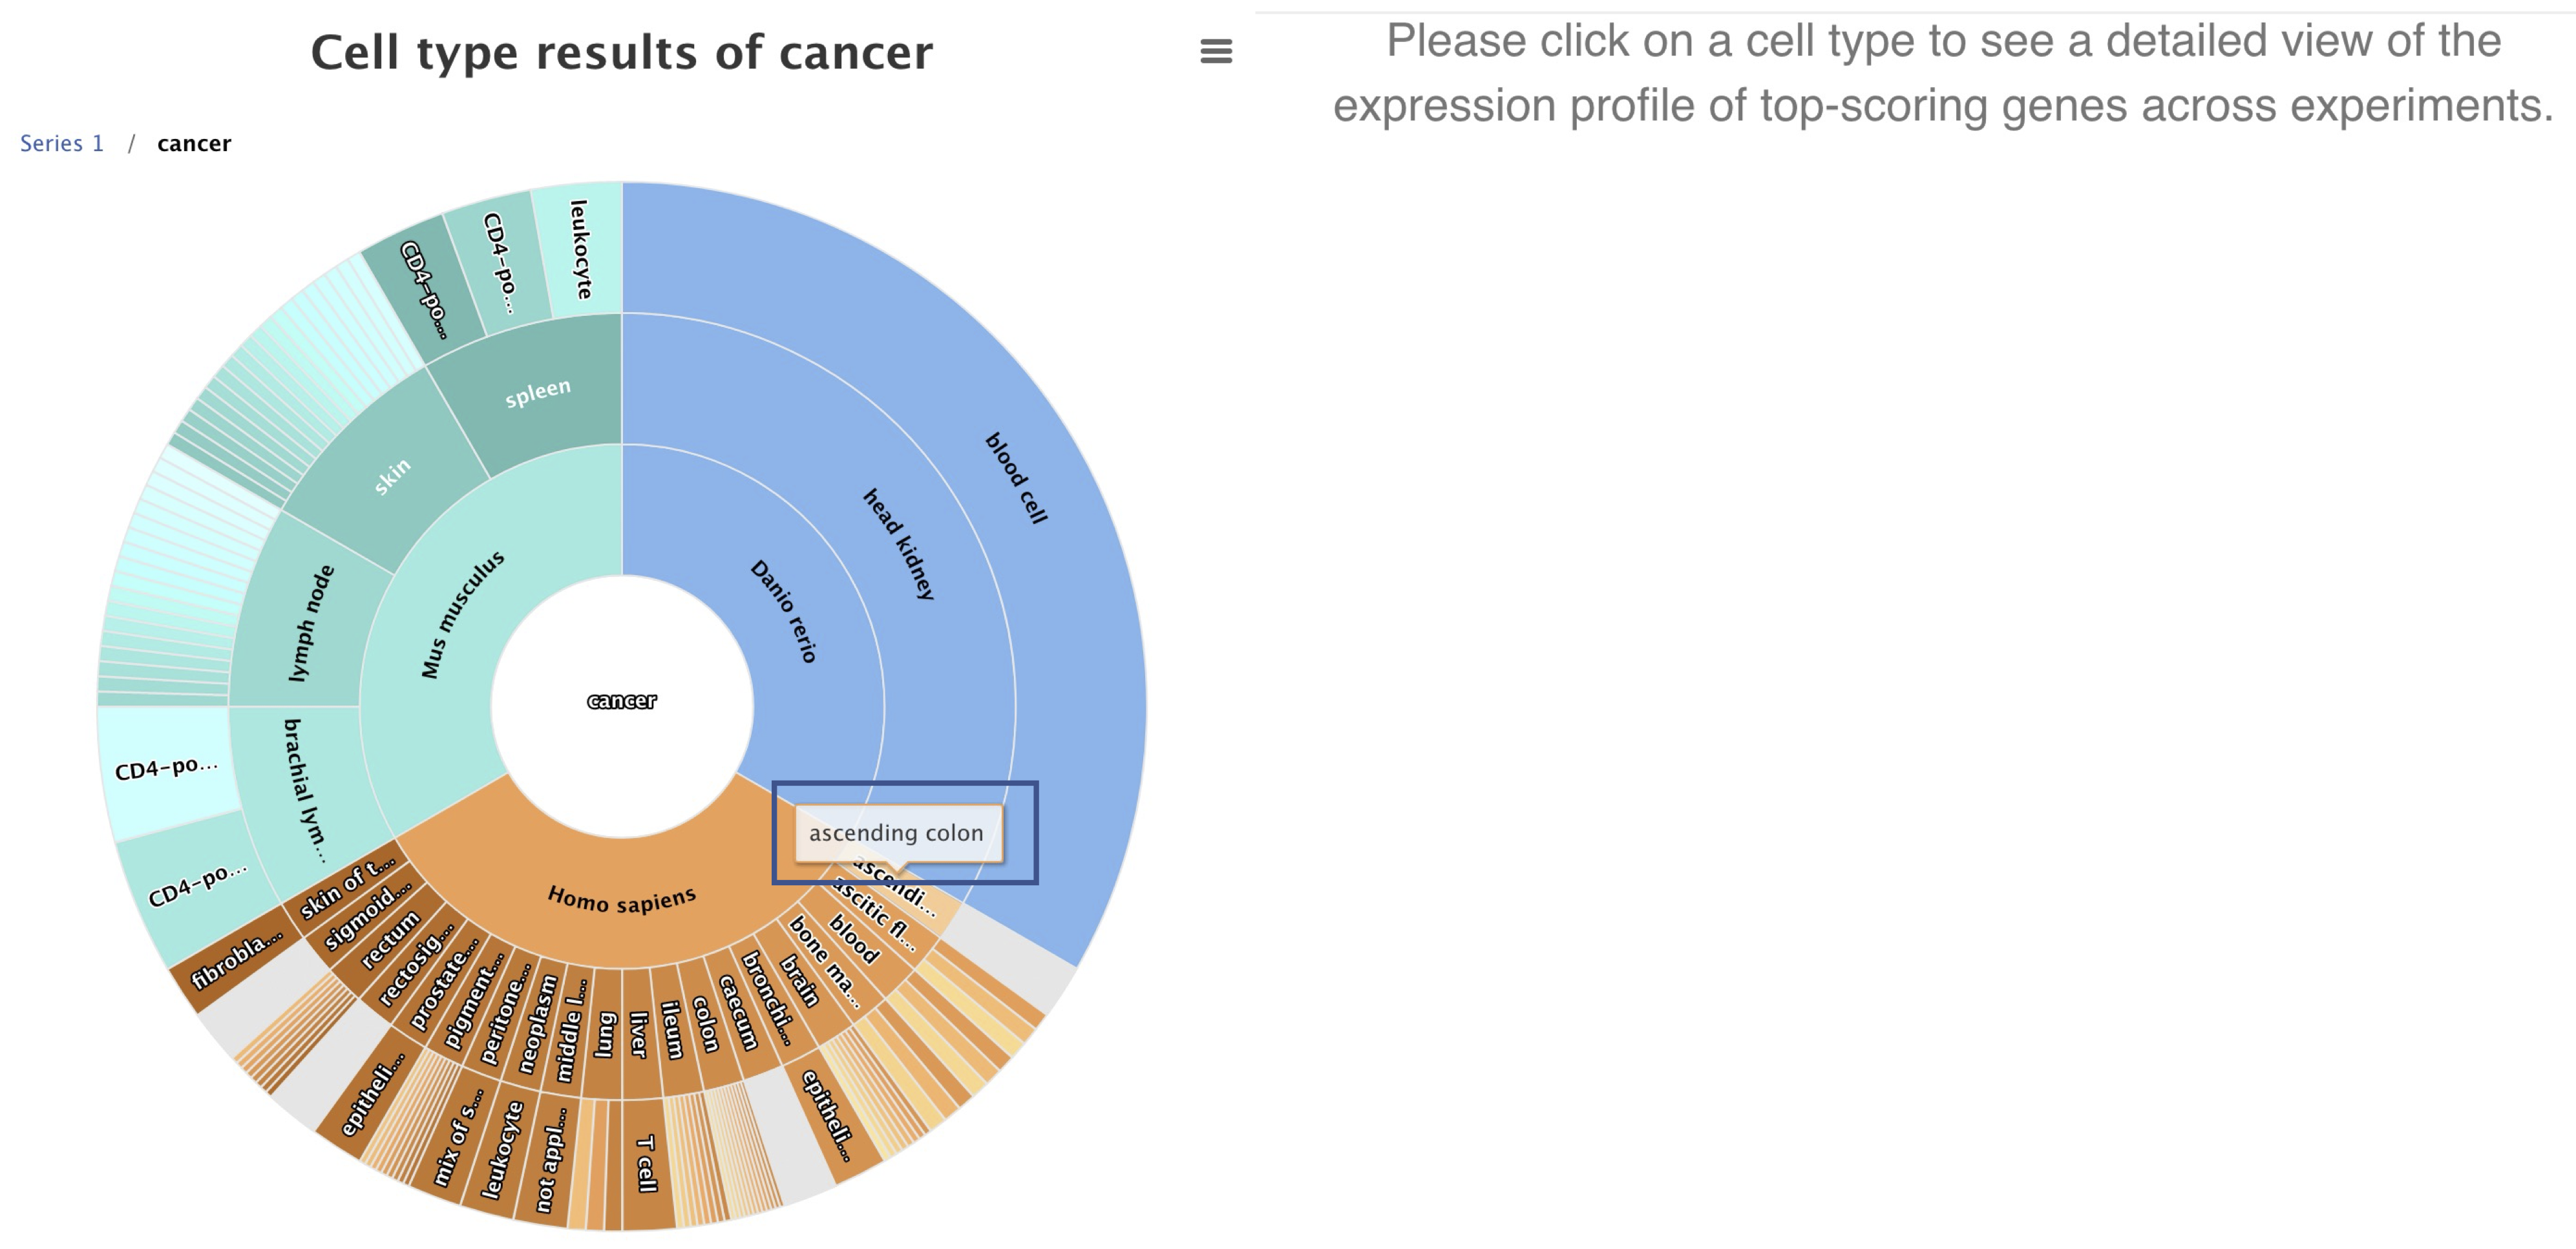 Cell type results of cancer
Please click on a cell type to see a detailed view of the
expression profile of top-scoring genes across experiments.
Series 1 / cancer
leukocyte
CD4-po...
CD4-po...
spleen
skin
lymph node
brachial lym...
CD4-po...
CD4-po...
Mus musculus
cancer
Danio rerio
head kidney
blood cell
ascending colon
Homo sapiens
ascendi...
ascitic fl...
blood
bone ma...
brain
bronchi...
caecum
colon
ileum
liver
lung
middle l...
neoplasm
peritone...
pigment...
prostate...
rectosig...
rectum
sigmoid...
skin of t...
fibrobla...
epitheli...
mix of s...
leukocyte
not appl...
T cell
epitheli...